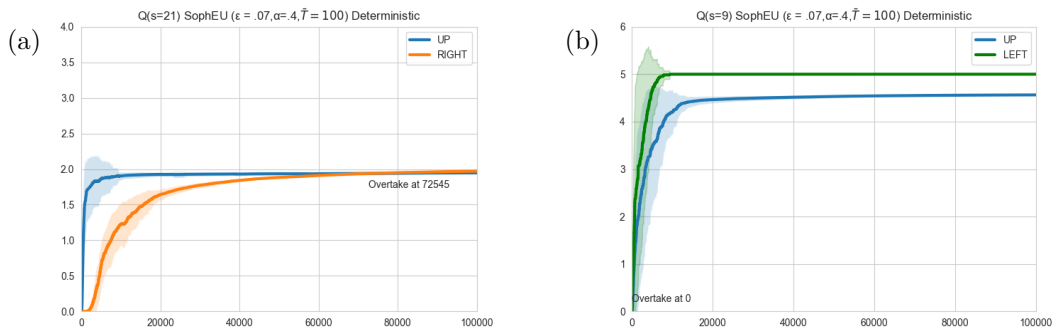 (a)
Q(s=21) SophEU (ε = .07,α=.4,T̃ = 100) Deterministic
UP
RIGHT
4.0
3.5
3.0
2.5
2.0
1.5
1.0
0.5
0.0
Overtake at 72545
0 20000 40000 60000 80000 100000
(b)
Q(s=9) SophEU (ε = .07,α=.4,T̃ = 100) Deterministic
UP
LEFT
6
5
4
3
2
1
0
Overtake at 0
0 20000 40000 60000 80000 100000